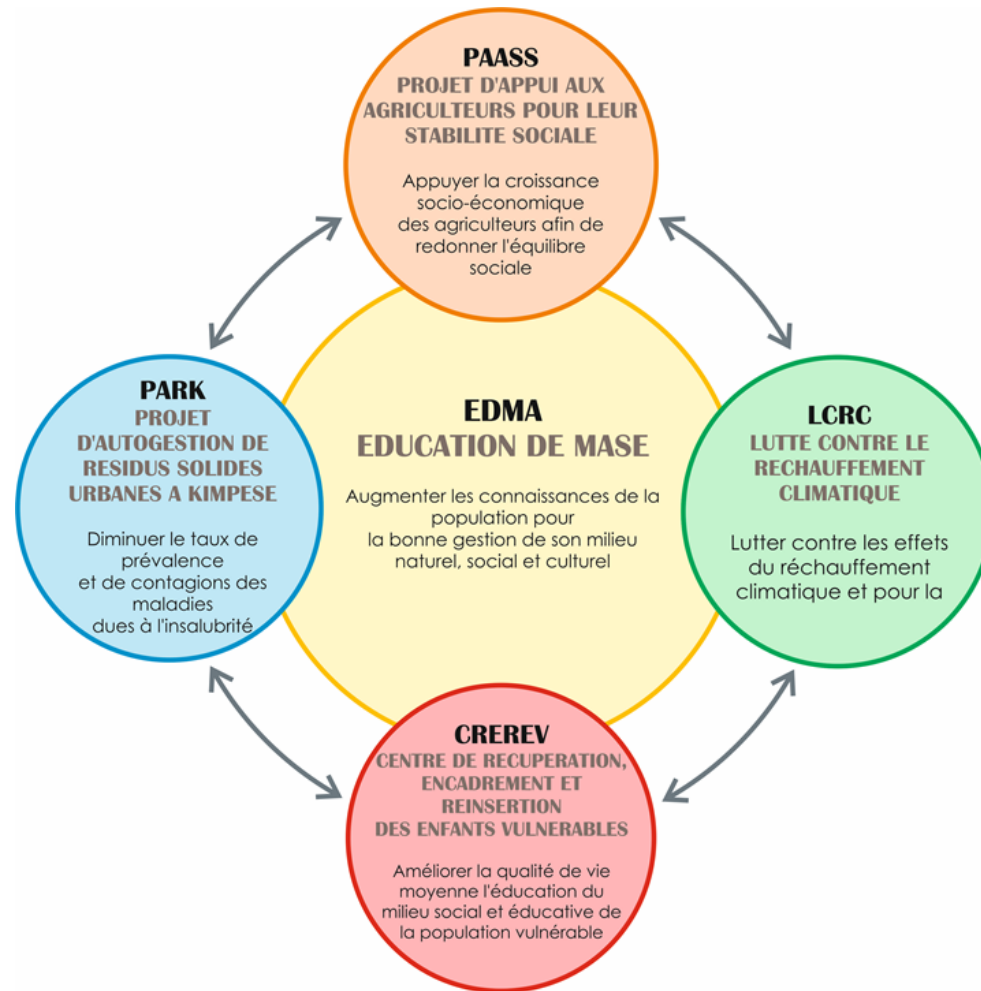 PAASS
PROJET D'APPUI AUX
AGRICULTEURS POUR LEUR
STABILITE SOCIALE
Appuyer la croissance
socio-économique
des agriculteurs afin de
redonner l'équilibre
sociale
PARK
PROJET
D'AUTOGESTION DE
RESIDUS SOLIDES
URBANES A KIMPESE
Diminuer le taux de
prévalence
et de contagions des
maladies
dues à l'insalubrité
EDMA
EDUCATION DE MASE
Augmenter les connaissances de la
population pour
la bonne gestion de son milieu
naturel, social et culturel
LCRC
LUTTE CONTRE LE
RECHAUFFEMENT
CLIMATIQUE
Lutter contre les effets
du réchauffement
climatique et pour la
CREREV
CENTRE DE RECUPERATION,
ENCADREMENT ET
REINSERTION
DES ENFANTS VULNERABLES
Améliorer la qualité de vie
moyenne l'éducation du
milieu social et éducative de
la population vulnérable